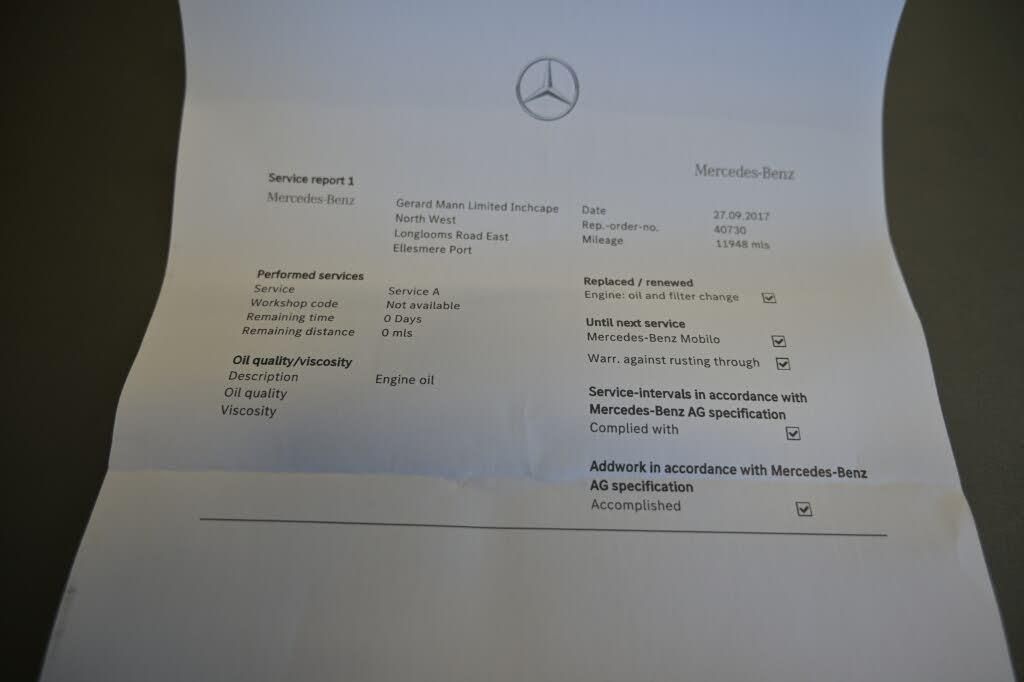 Mercedes-Benz
Service report 1
Mercedes-Benz
Gerard Mann Limited Inchcape
North West
Longlooms Road East
Ellesmere Port
Date 27.09.2017
Rep.-order-no. 40730
Mileage 11948 mls
Performed services
Service Service A
Workshop code Not available
Remaining time 0 Days
Remaining distance 0 mls
Oil quality/viscosity
Description Engine oil
Oil quality
Viscosity
Replaced / renewed
Engine: oil and filter change
Until next service
Mercedes-Benz Mobilo
Warr. against rusting through
Service-intervals in accordance with
Mercedes-Benz AG specification
Complied with
Addwork in accordance with Mercedes-Benz
AG specification
Accomplished